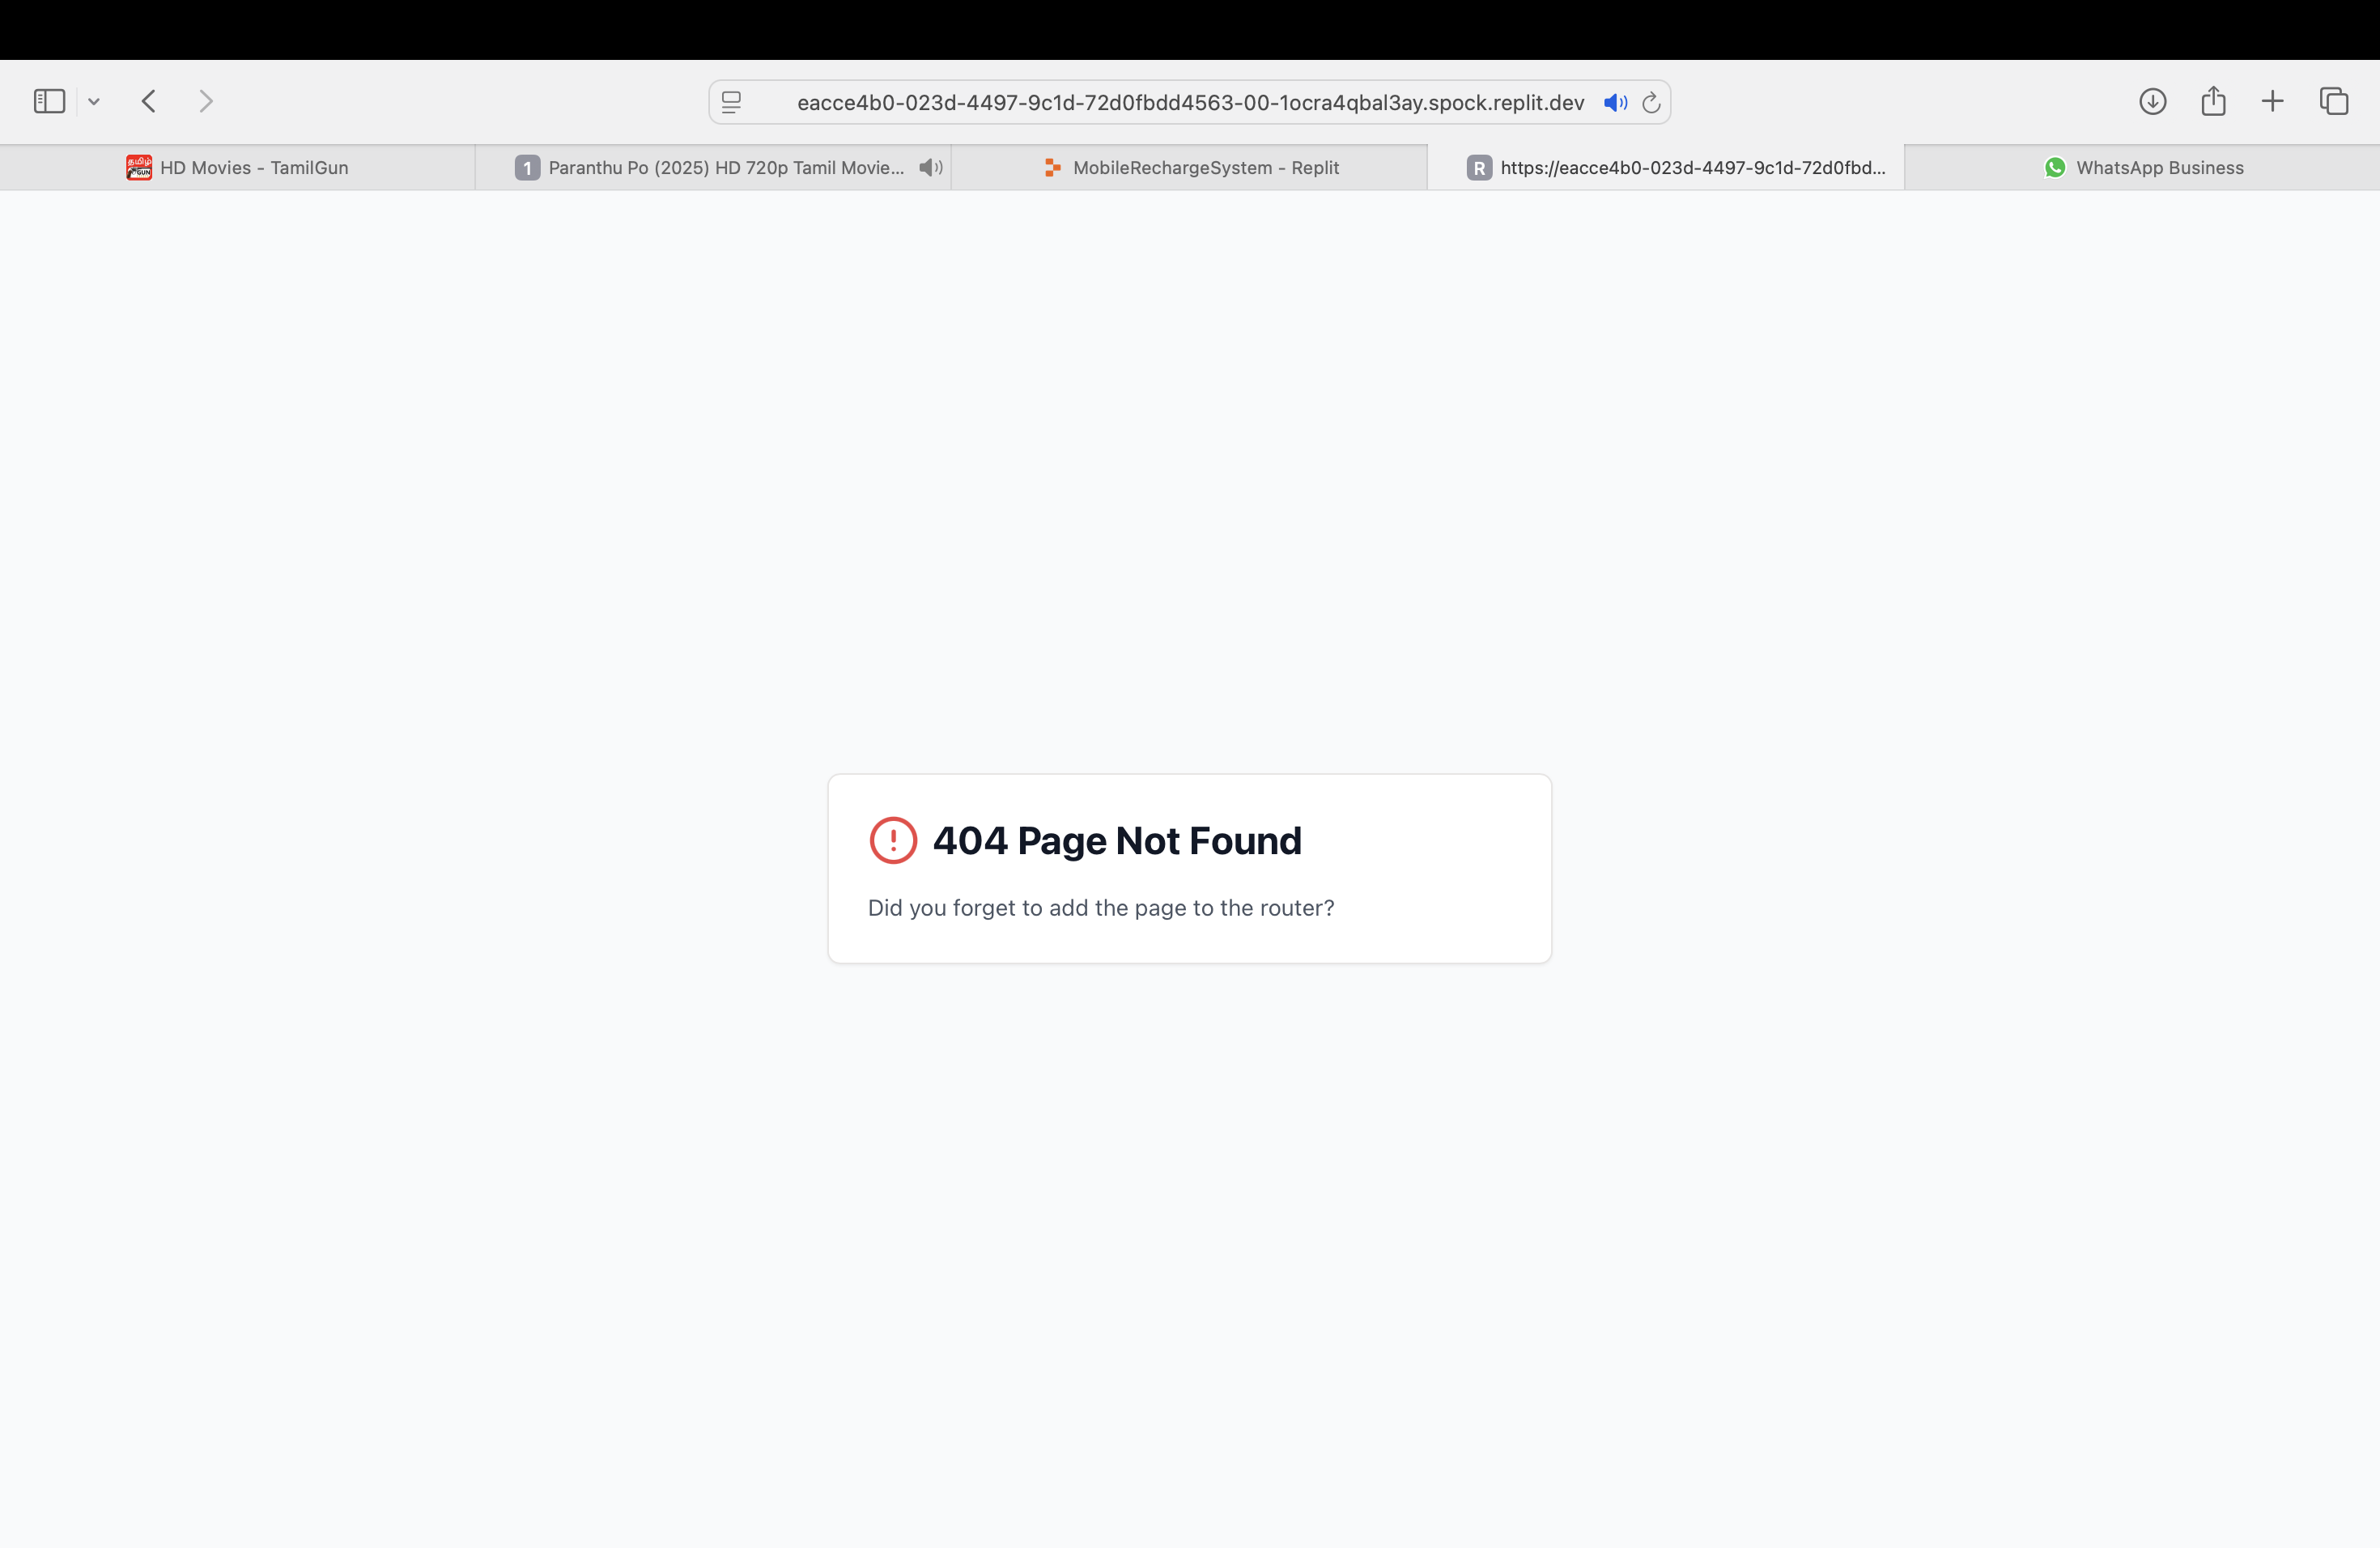 eacce4b0-023d-4497-9c1d-72d0fbdd4563-00-1ocra4qbal3ay.spock.replit.dev
தமிழ்
GUN
HD Movies - TamilGun
1
Paranthu Po (2025) HD 720p Tamil Movie...
MobileRechargeSystem - Replit
R
https://eacce4b0-023d-4497-9c1d-72d0fbd...
WhatsApp Business
404 Page Not Found
Did you forget to add the page to the router?